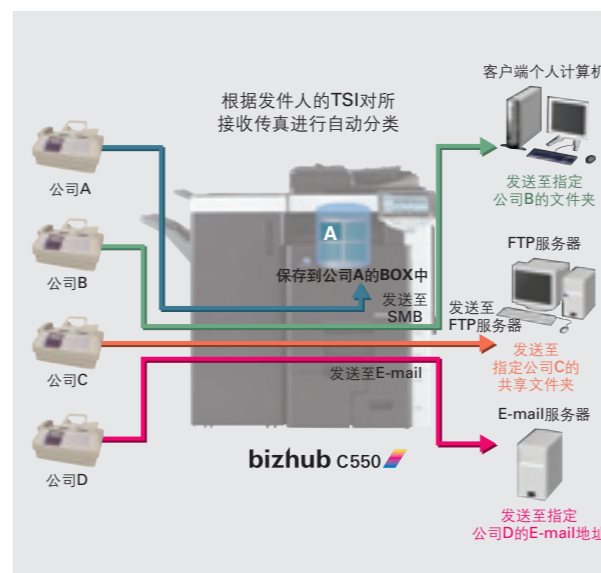 客户端个人计算机
根据发件人的TSI对所
接收传真进行自动分类
公司A
发送至指定
公司B的文件夹
A
FTP服务器
公司B
保存到公司A的BOX中
发送至
SMB
发送至
FTP服务器
公司C
发送至E-mail
发送至
指定公司C的
共享文件夹
E-mail服务器
bizhub C550
公司D
发送至指定
公司D的E-mail地址